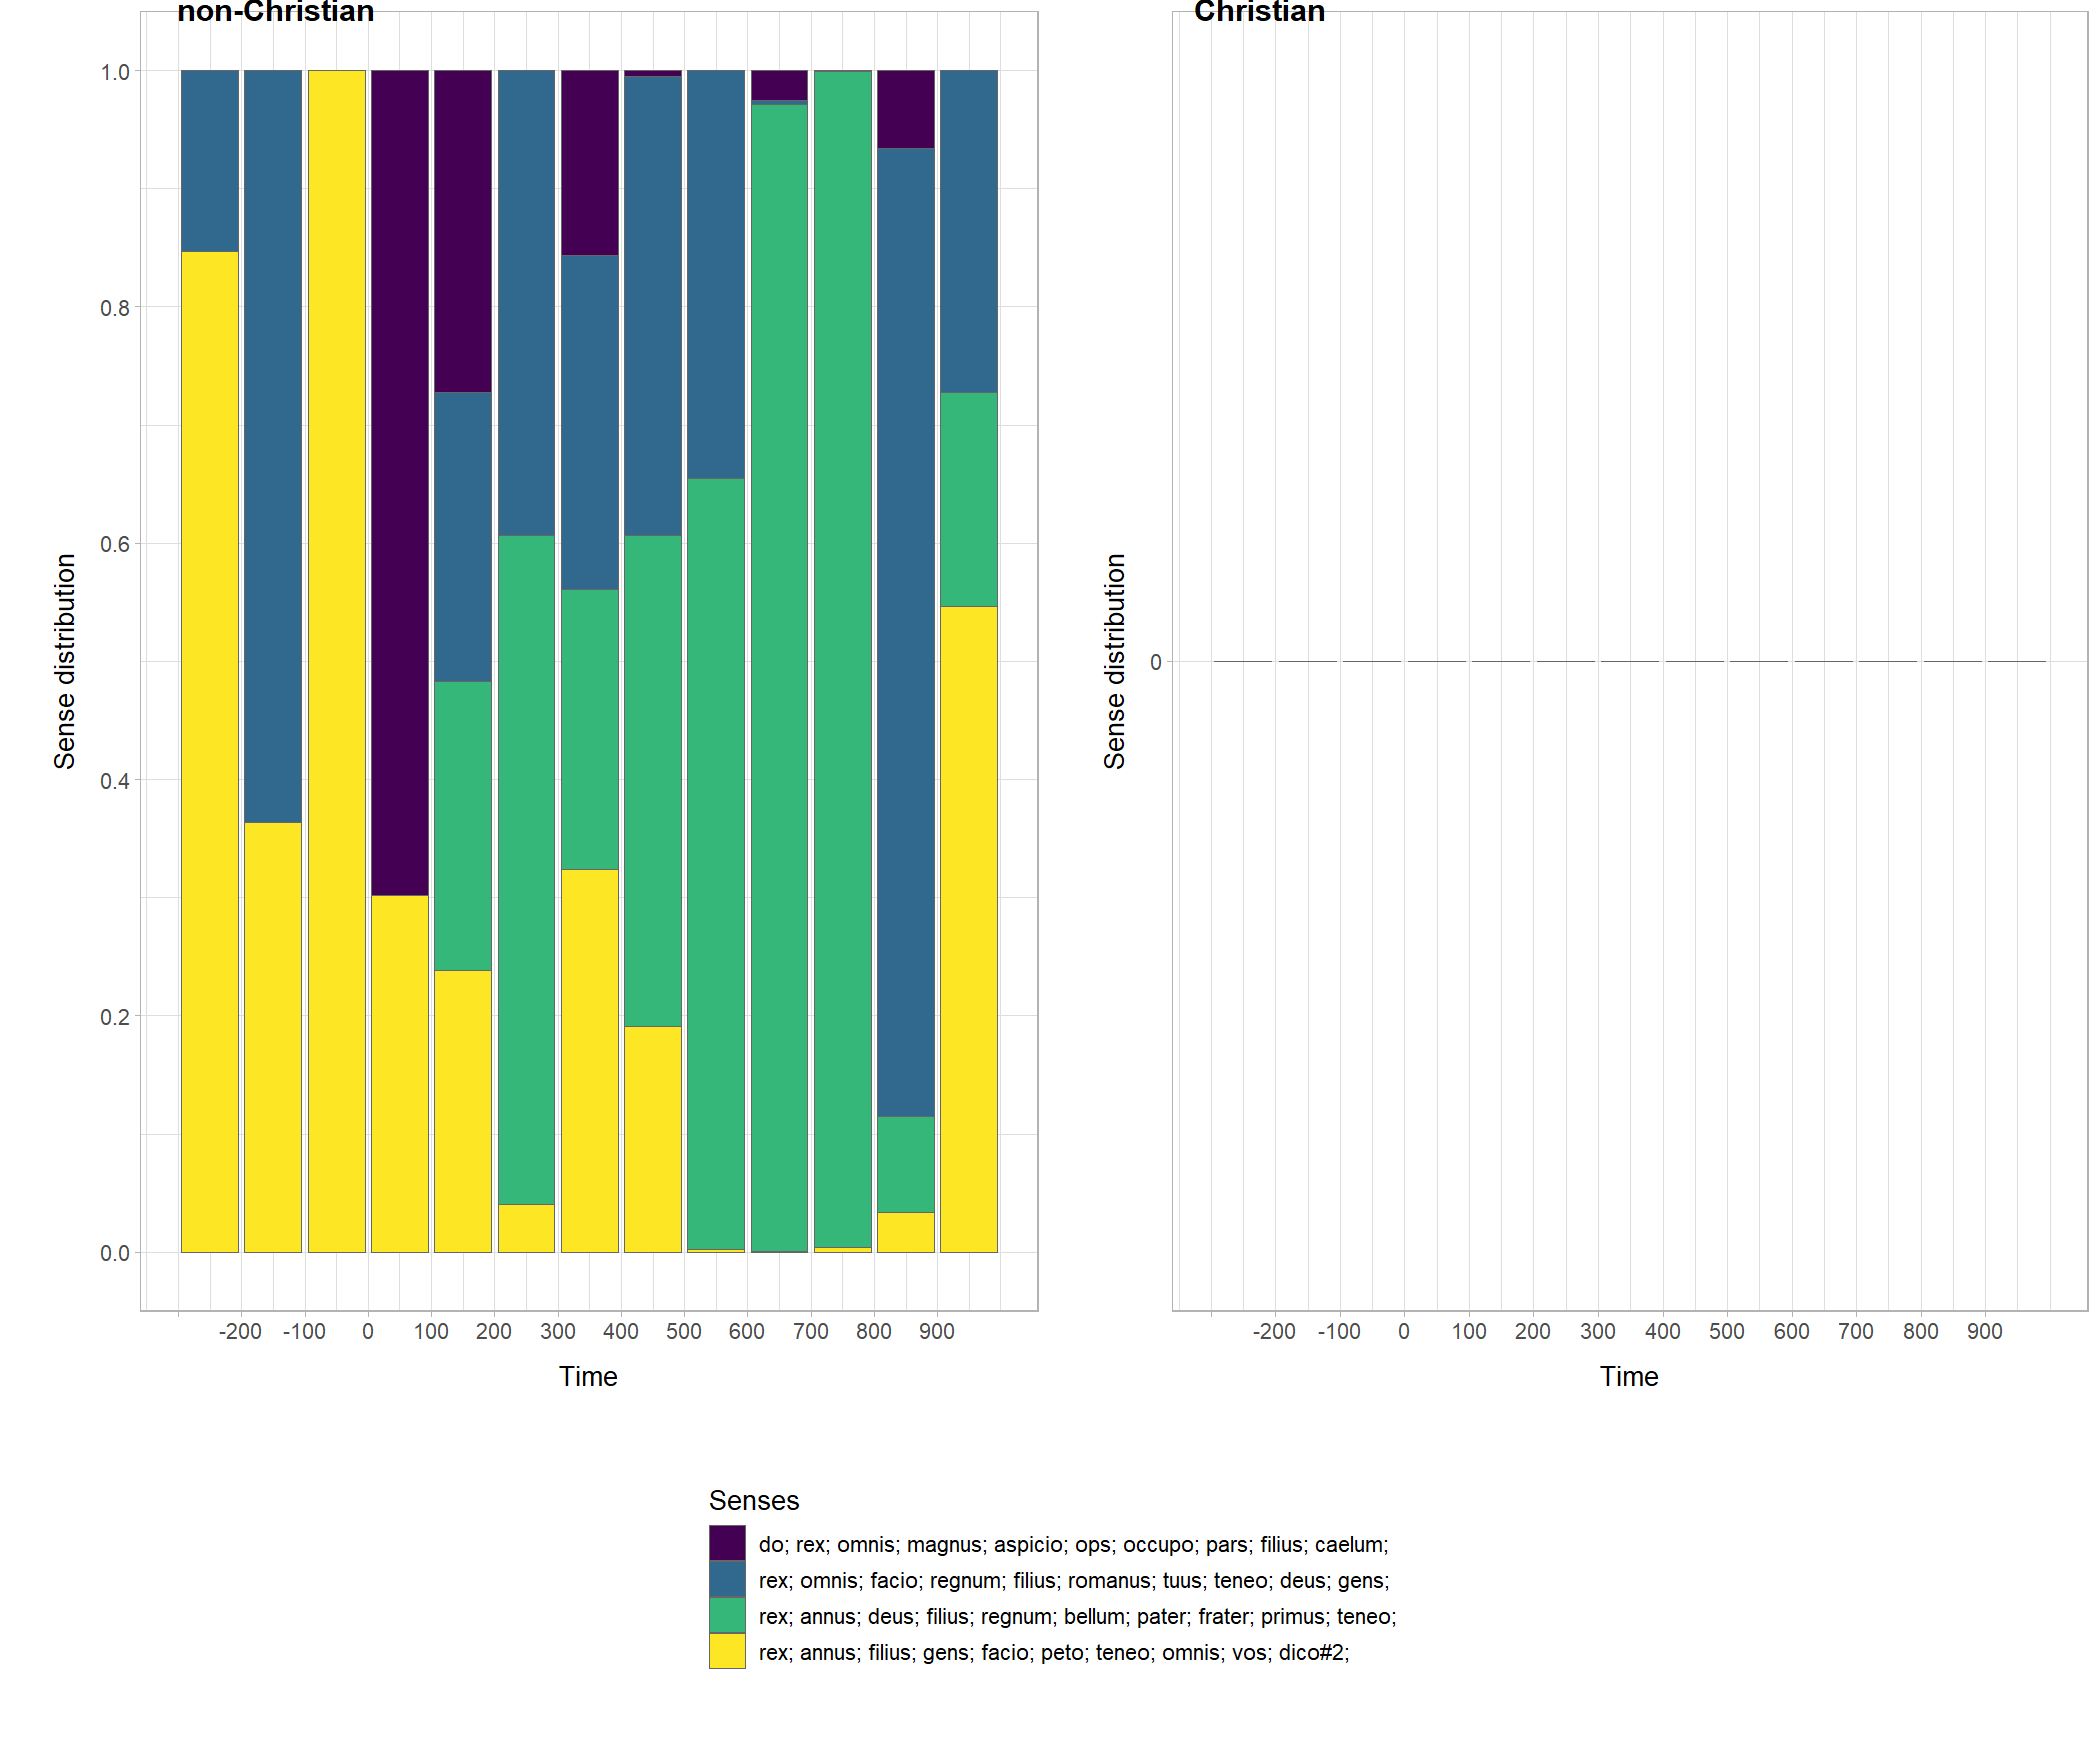 non-Christian
Christian
Sense distribution
1.0
0.8
0.6
0.4
0.2
0.0
-200 -100 0 100 200 300 400 500 600 700 800 900
Time
Sense distribution
0
-200 -100 0 100 200 300 400 500 600 700 800 900
Time
Senses
do; rex; omnis; magnus; aspicio; ops; occupo; pars; filius; caelum;
rex; omnis; facio; regnum; filius; romanus; tuus; teneo; deus; gens;
rex; annus; deus; filius; regnum; bellum; pater; frater; primus; teneo;
rex; annus; filius; gens; facio; peto; teneo; omnis; vos; dico#2;